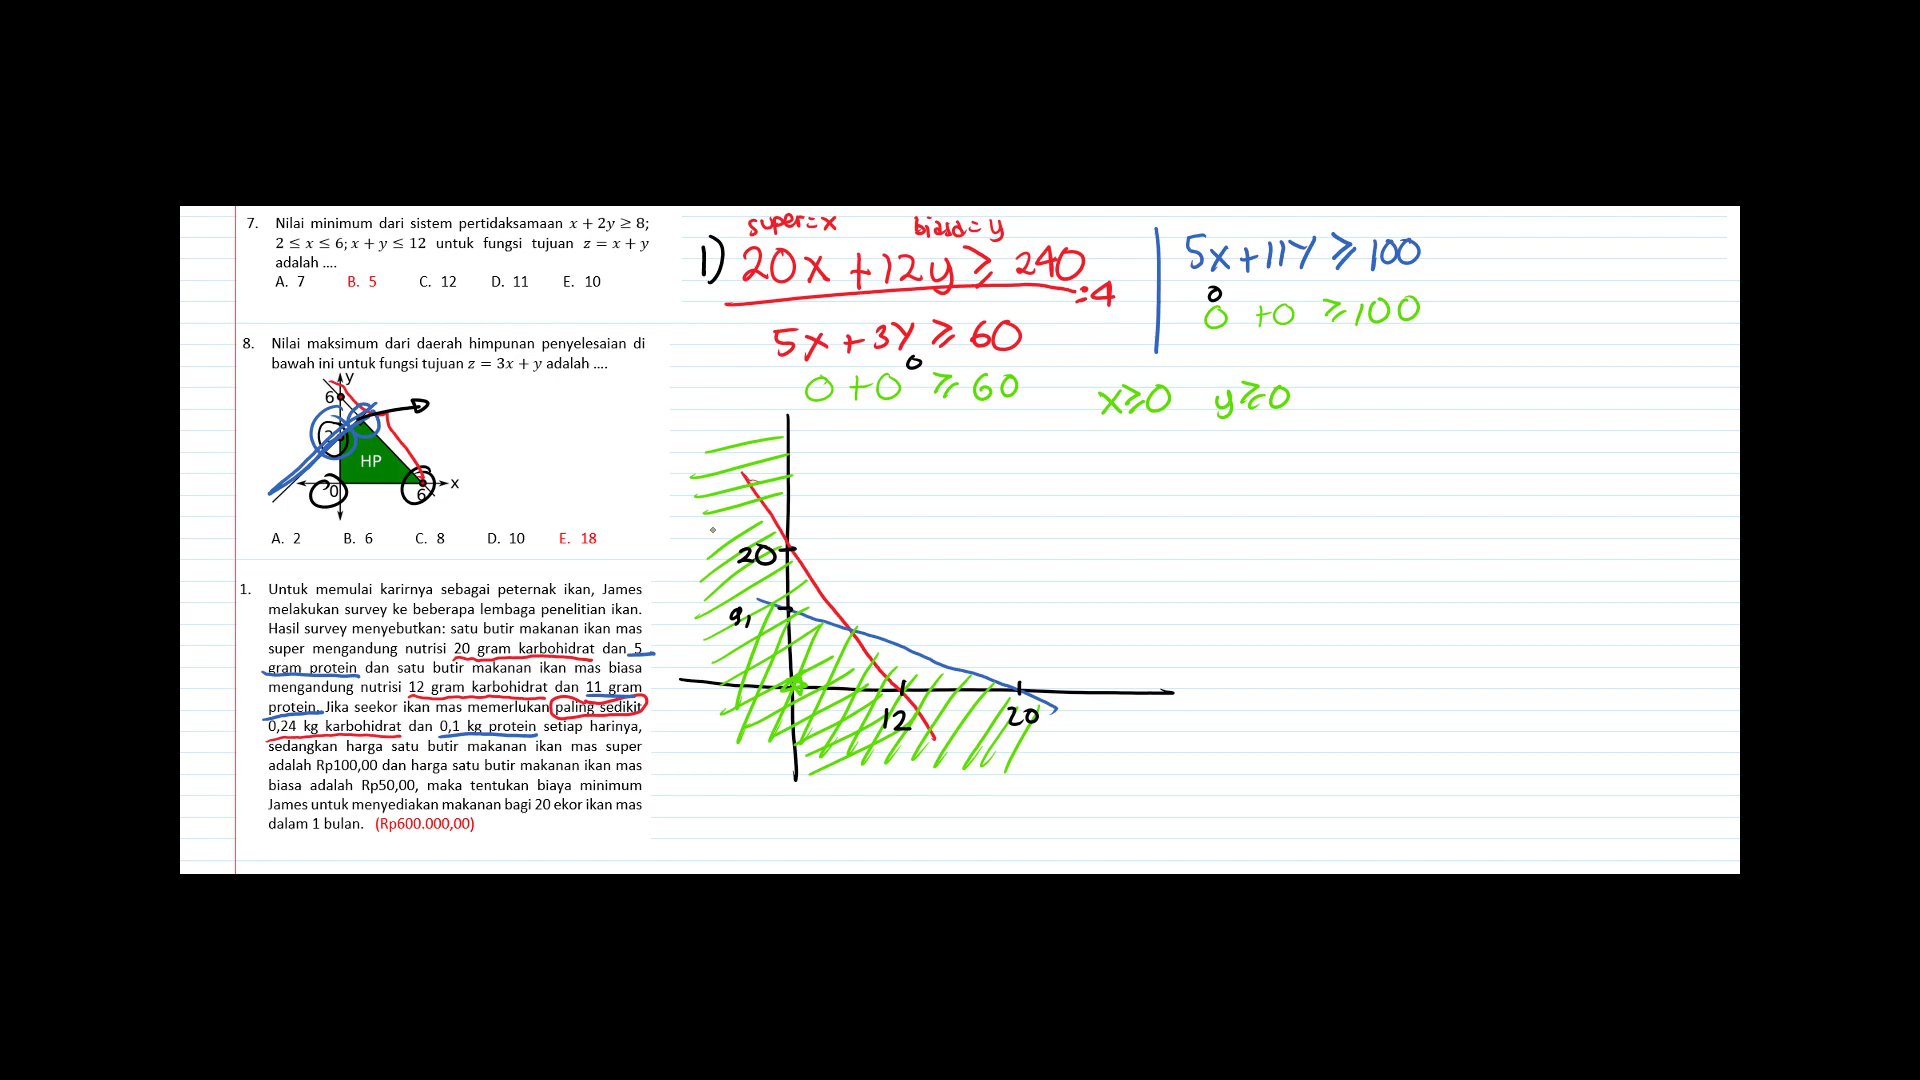 7. Nilai minimum dari sistem pertidaksamaan x + 2y ≥ 8;
2 ≤ x ≤ 6; x + y ≤ 12 untuk fungsi tujuan z = x + y
adalah ....
A. 7 B. 5 C. 12 D. 11 E. 10
8. Nilai maksimum dari daerah himpunan penyelesaian di
bawah ini untuk fungsi tujuan z = 3x + y adalah ....
y
6
HP
x
0
6
A. 2 B. 6 C. 8 D. 10 E. 18
1. Untuk memulai karirnya sebagai peternak ikan, James
melakukan survey ke beberapa lembaga penelitian ikan.
Hasil survey menyebutkan: satu butir makanan ikan mas
super mengandung nutrisi 20 gram karbohidrat dan 5
gram protein dan satu butir makanan ikan mas biasa
mengandung nutrisi 12 gram karbohidrat dan 11 gram
protein. Jika seekor ikan mas memerlukan paling sedikit
0,24 kg karbohidrat dan 0,1 kg protein setiap harinya,
sedangkan harga satu butir makanan ikan mas super
adalah Rp100,00 dan harga satu butir makanan ikan mas
biasa adalah Rp50,00, maka tentukan biaya minimum
James untuk menyediakan makanan bagi 20 ekor ikan mas
dalam 1 bulan. (Rp600.000,00)
super = x biasa = y
1) 20x + 12y ≥ 240
:4
5x + 3y ≥ 60
0
0 + 0 ≥ 60
5x + 11y ≥ 100
0
0 + 0 ≥ 100
x ≥ 0 y ≥ 0
20
9,
12
20